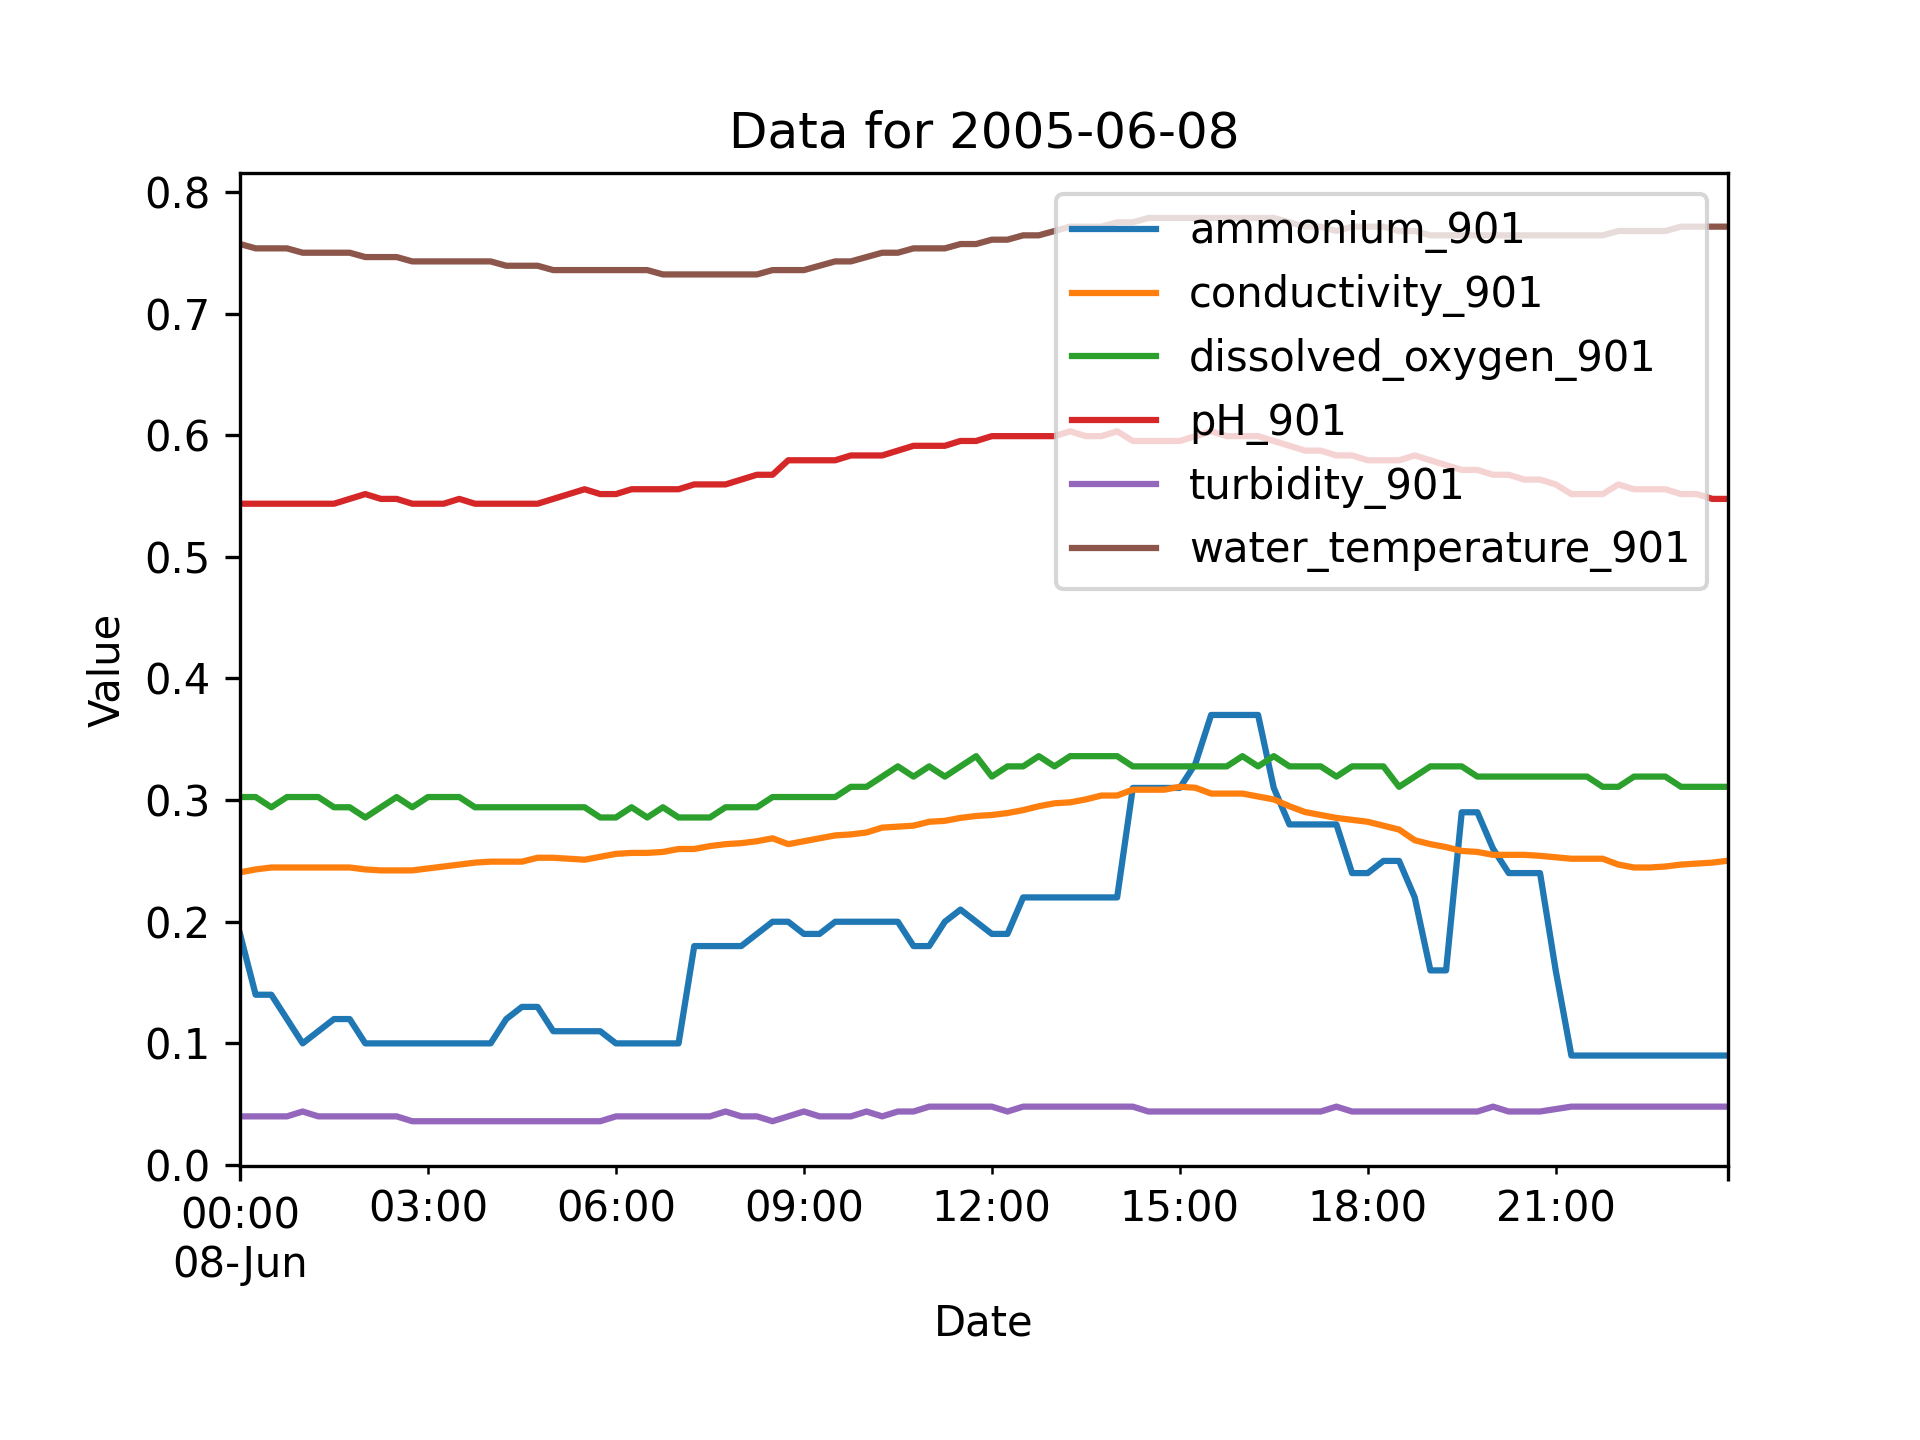 Data for 2005-06-08
0.8
0.7
0.6
0.5
0.4
0.3
0.2
0.1
0.0
Value
ammonium_901
conductivity_901
dissolved_oxygen_901
pH_901
turbidity_901
water_temperature_901
00:00 03:00 06:00 09:00 12:00 15:00 18:00 21:00
08-Jun
Date